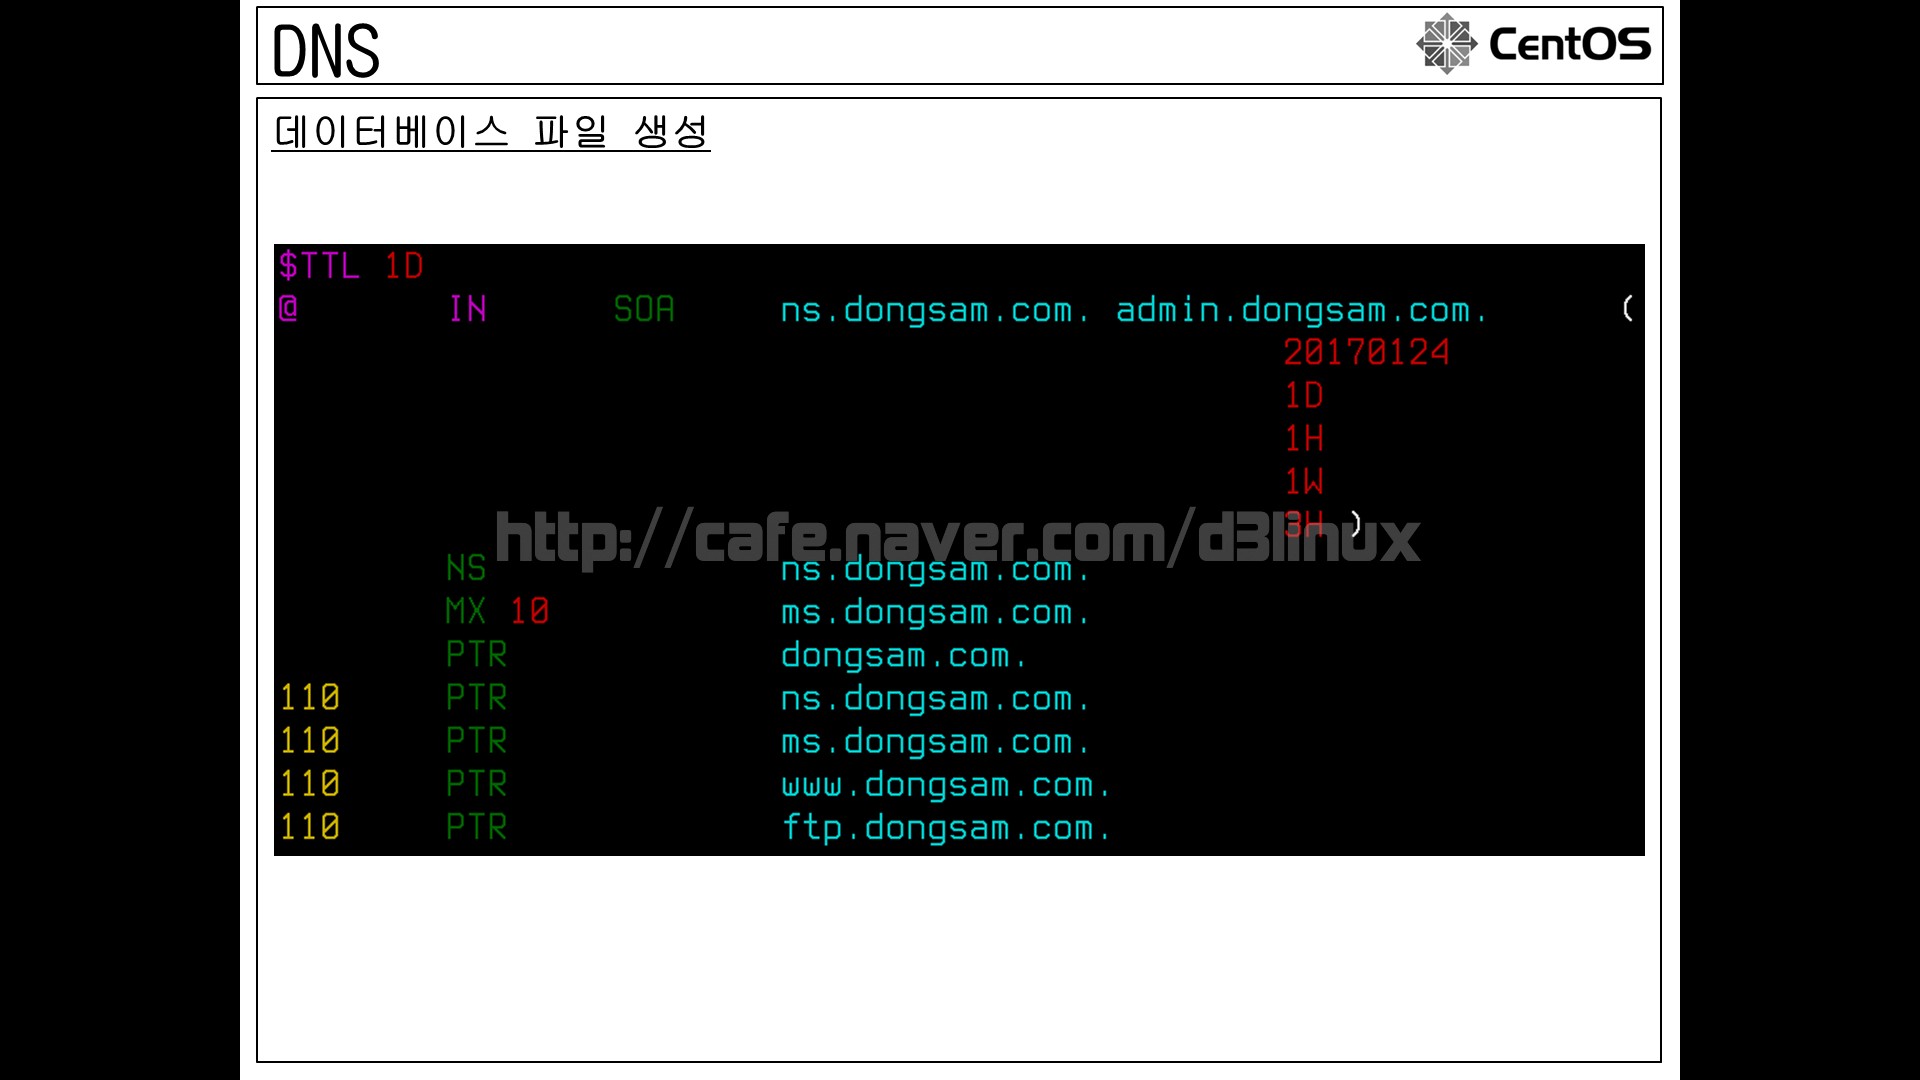 DNS
CentOS
데이터베이스 파일 생성
$TTL 1D
@ IN SOA ns.dongsam.com. admin.dongsam.com. (
20170124
1D
1H
1W
3H )
http://cafe.naver.com/d3linux
NS ns.dongsam.com.
MX 10 ms.dongsam.com.
PTR dongsam.com.
110 PTR ns.dongsam.com.
110 PTR ms.dongsam.com.
110 PTR www.dongsam.com.
110 PTR ftp.dongsam.com.